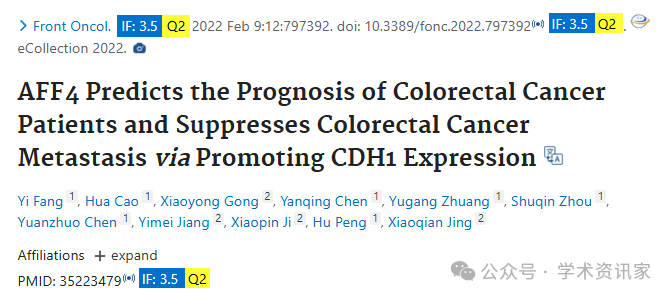 Front Oncol. IF: 3.5 Q2 2022 Feb 9:12:797392. doi: 10.3389/fonc.2022.797392 IF: 3.5 Q2 .
eCollection 2022.
AFF4 Predicts the Prognosis of Colorectal Cancer
Patients and Suppresses Colorectal Cancer
Metastasis via Promoting CDH1 Expression
Yi Fang 1, Hua Cao 1, Xiaoyong Gong 2, Yanqing Chen 1, Yugang Zhuang 1, Shuqin Zhou 1,
Yuanzhuo Chen 1, Yimei Jiang 2, Xiaopin Ji 2, Hu Peng 1, Xiaoqian Jing 2
Affiliations + expand
PMID: 35223479 IF: 3.5 Q2
公众号 · 学术资讯家